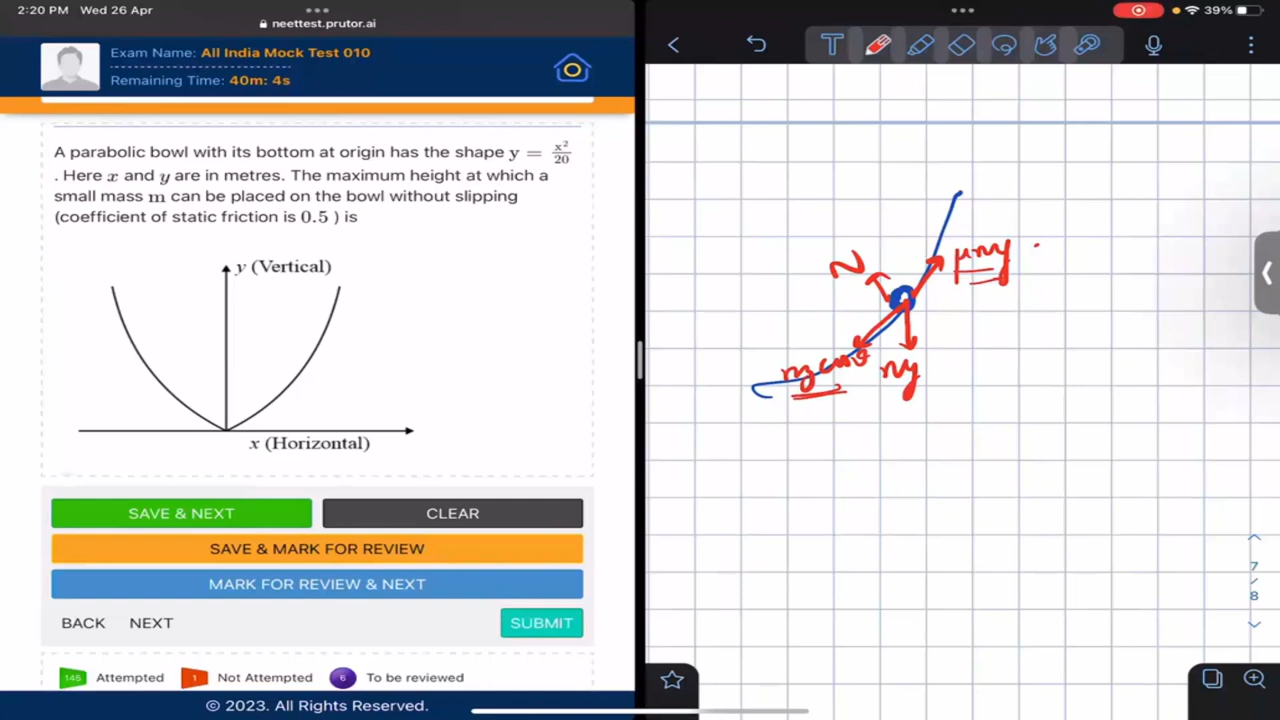 2:20 PM Wed 26 Apr
39%
neettest.prutor.ai
Exam Name: All India Mock Test 010
Remaining Time: 40m: 4s
A parabolic bowl with its bottom at origin has the shape y = x²/20
. Here x and y are in metres. The maximum height at which a
small mass m can be placed on the bowl without slipping
(coefficient of static friction is 0.5 ) is
y (Vertical)
x (Horizontal)
SAVE & NEXT
CLEAR
SAVE & MARK FOR REVIEW
MARK FOR REVIEW & NEXT
BACK
NEXT
SUBMIT
145 Attempted
1 Not Attempted
6 To be reviewed
© 2023. All Rights Reserved.
T
N
μmg
mg
7
/
8